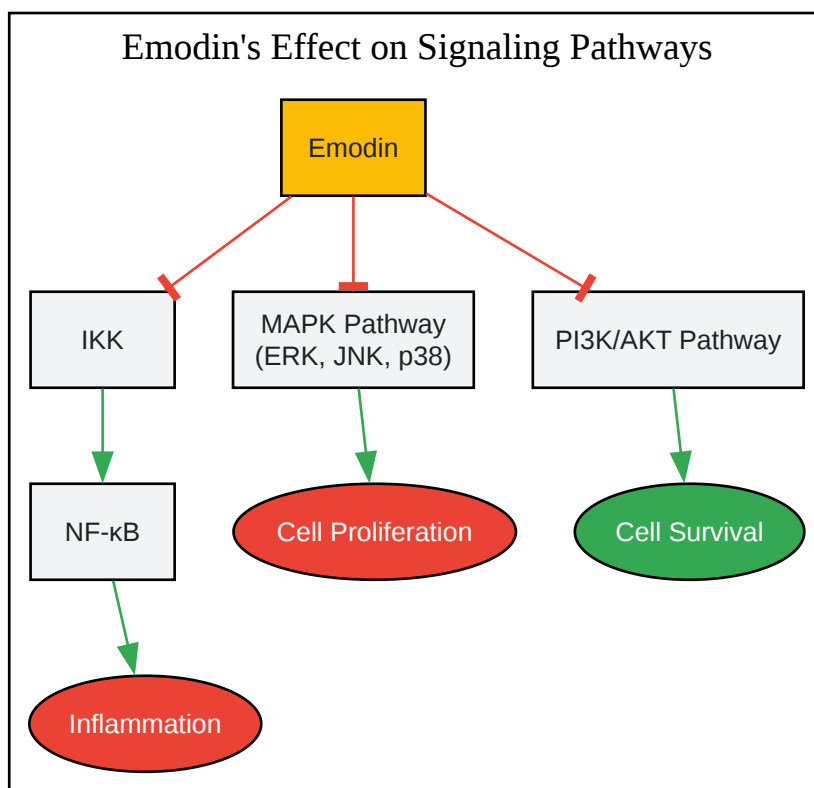 Emodin's Effect on Signaling Pathways
Emodin
IKK
MAPK Pathway
(ERK, JNK, p38)
PI3K/AKT Pathway
NF-κB
Cell Proliferation
Cell Survival
Inflammation